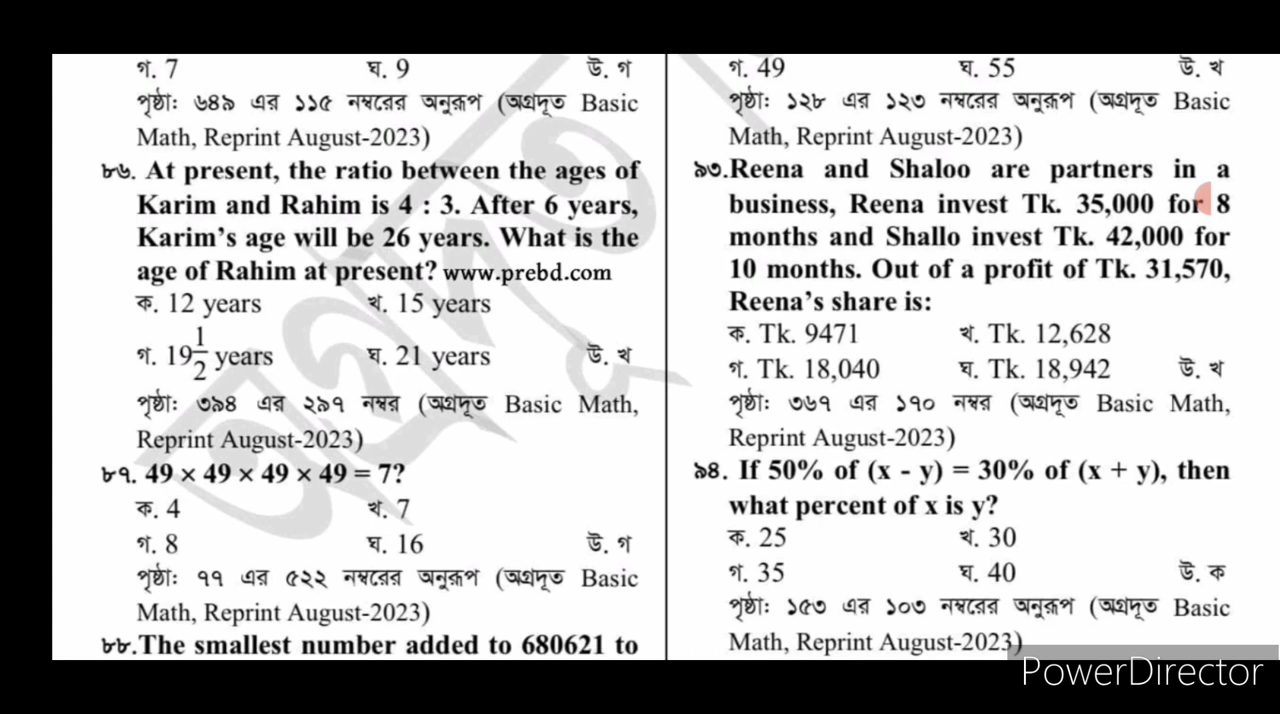 গ. 7 ঘ. 9 উ. গ
পৃষ্ঠাঃ ৬৪৯ এর ১১৫ নম্বরের অনুরূপ (অগ্রদূত Basic
Math, Reprint August-2023)
৮৬. At present, the ratio between the ages of
Karim and Rahim is 4 : 3. After 6 years,
Karim's age will be 26 years. What is the
age of Rahim at present? www.prebd.com
ক. 12 years খ. 15 years
গ. 19 1/2 years ঘ. 21 years উ. খ
পৃষ্ঠাঃ ৩৯৪ এর ২৯৭ নম্বর (অগ্রদূত Basic Math,
Reprint August-2023)
৮৭. 49 × 49 × 49 × 49 = 7?
ক. 4 খ. 7
গ. 8 ঘ. 16 উ. গ
পৃষ্ঠাঃ ৭৭ এর ৫২২ নম্বরের অনুরূপ (অগ্রদূত Basic
Math, Reprint August-2023)
৮৮.The smallest number added to 680621 to
গ. 49 ঘ. 55 উ. খ
পৃষ্ঠাঃ ১২৮ এর ১২৩ নম্বরের অনুরূপ (অগ্রদূত Basic
Math, Reprint August-2023)
৯৩.Reena and Shaloo are partners in a
business, Reena invest Tk. 35,000 for 8
months and Shallo invest Tk. 42,000 for
10 months. Out of a profit of Tk. 31,570,
Reena's share is:
ক. Tk. 9471 খ. Tk. 12,628
গ. Tk. 18,040 ঘ. Tk. 18,942 উ. খ
পৃষ্ঠাঃ ৩৬৭ এর ১৭০ নম্বর (অগ্রদূত Basic Math,
Reprint August-2023)
৯৪. If 50% of (x - y) = 30% of (x + y), then
what percent of x is y?
ক. 25 খ. 30
গ. 35 ঘ. 40 উ. ক
পৃষ্ঠাঃ ১৫৩ এর ১০৩ নম্বরের অনুরূপ (অগ্রদূত Basic
Math, Reprint August-2023)
অগ্রদূত
PowerDirector